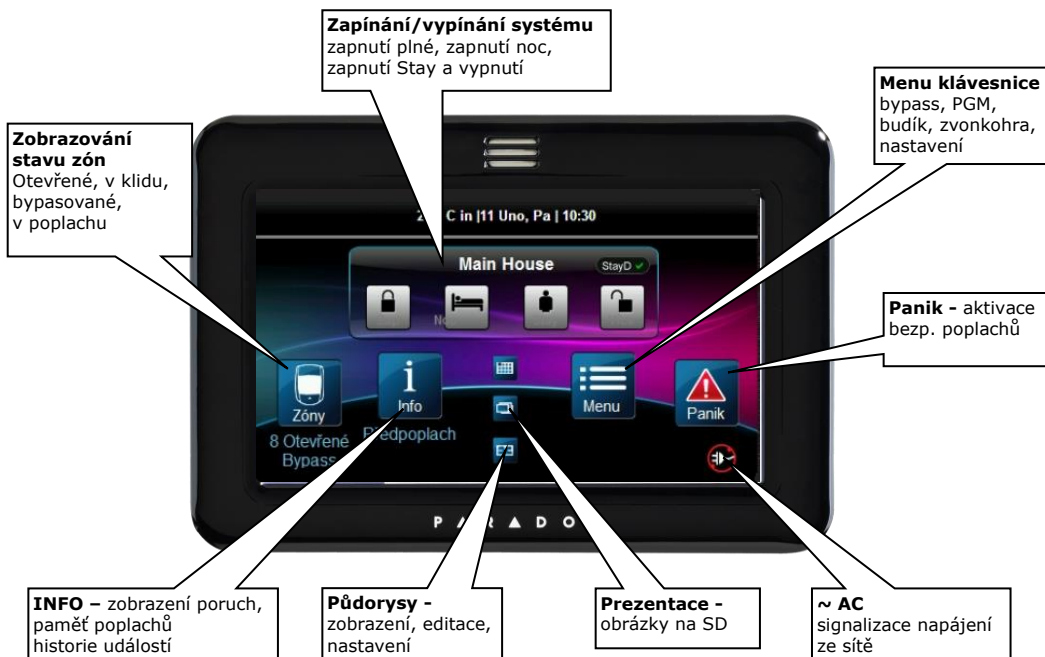 Zapínání/vypínání systému
zapnutí plné, zapnutí noc,
zapnutí Stay a vypnutí
Menu klávesnice
bypass, PGM,
budík, zvonkohra,
nastavení
Zobrazování
stavu zón
Otevřené, v klidu,
bypasované,
v poplachu
C in |11 Uno, Pa | 10:30
Main House
StayD
Panik - aktivace
bezp. poplachů
Zóny
Info
Menu
Panik
8 Otevřené
Bypass
Předpoplach
INFO – zobrazení poruch,
paměť poplachů
historie událostí
Půdorysy -
zobrazení, editace,
nastavení
Prezentace -
obrázky na SD
~ AC
signalizace napájení
ze sítě